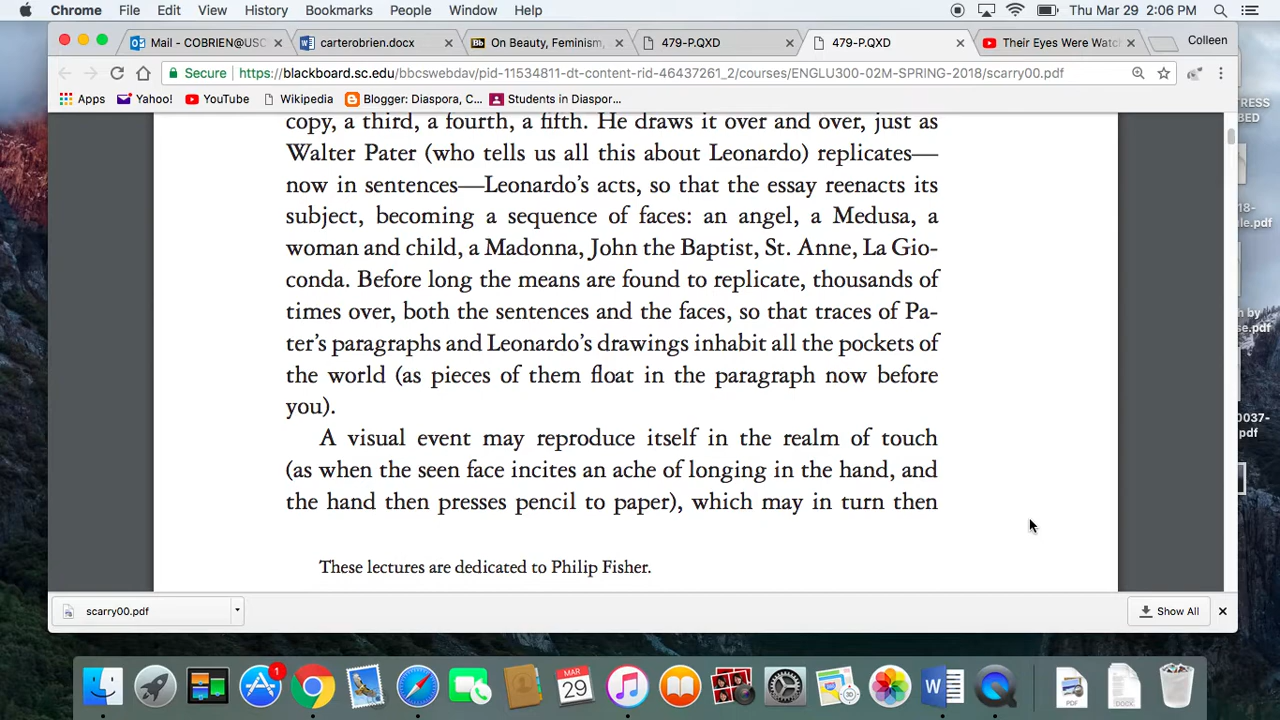 Chrome File Edit View History Bookmarks People Window Help Thu Mar 29 2:06 PM
Mail - COBRIEN@USC carterobrien.docx Bb On Beauty, Feminism, 479-P.QXD 479-P.QXD Their Eyes Were Watch Colleen
Secure https://blackboard.sc.edu/bbcswebdav/pid-11534811-dt-content-rid-46437261_2/courses/ENGLU300-02M-SPRING-2018/scarry00.pdf
Apps Yahoo! YouTube Wikipedia Blogger: Diaspora, C... Students in Diaspor...
copy, a third, a fourth, a fifth. He draws it over and over, just as
Walter Pater (who tells us all this about Leonardo) replicates—
now in sentences—Leonardo's acts, so that the essay reenacts its
subject, becoming a sequence of faces: an angel, a Medusa, a
woman and child, a Madonna, John the Baptist, St. Anne, La Gio-
conda. Before long the means are found to replicate, thousands of
times over, both the sentences and the faces, so that traces of Pa-
ter's paragraphs and Leonardo's drawings inhabit all the pockets of
the world (as pieces of them float in the paragraph now before
you).
A visual event may reproduce itself in the realm of touch
(as when the seen face incites an ache of longing in the hand, and
the hand then presses pencil to paper), which may in turn then
These lectures are dedicated to Philip Fisher.
scarry00.pdf Show All
1
MAR
29